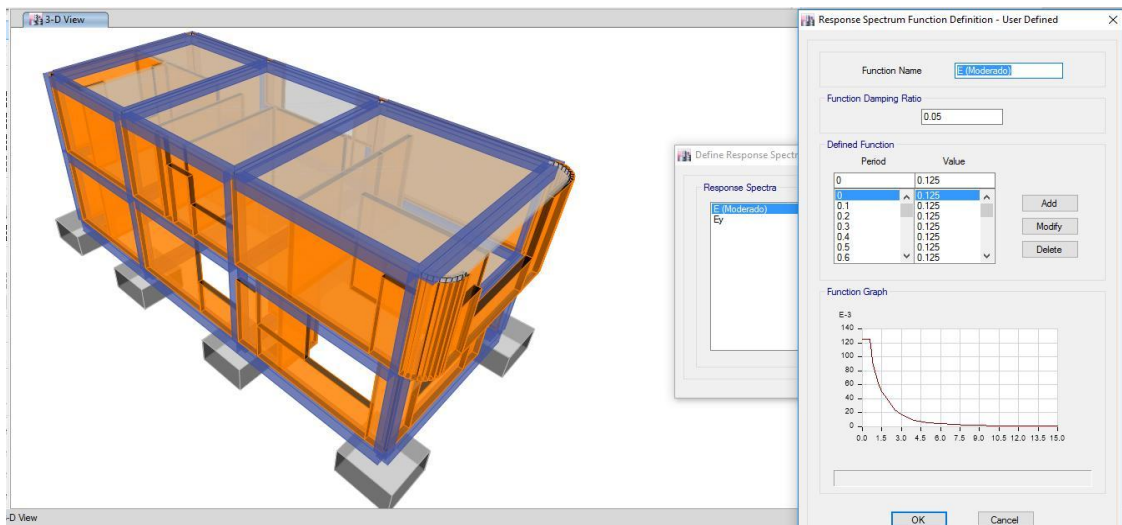 3-D View
Response Spectrum Function Definition - User Defined
Function Name
E (Moderado)
Function Damping Ratio
0.05
Defined Function
Period Value
0 0.125
0 0.125
0.1 0.125
0.2 0.125
0.3 0.125
0.4 0.125
0.5 0.125
0.6 0.125
Add
Modify
Delete
Function Graph
E-3
140
120
100
80
60
40
20
0
0.0 1.5 3.0 4.5 6.0 7.5 9.0 10.5 12.0 13.5 15.0
OK Cancel
Define Response Spectr
Response Spectra
E (Moderado)
Ey
-D View